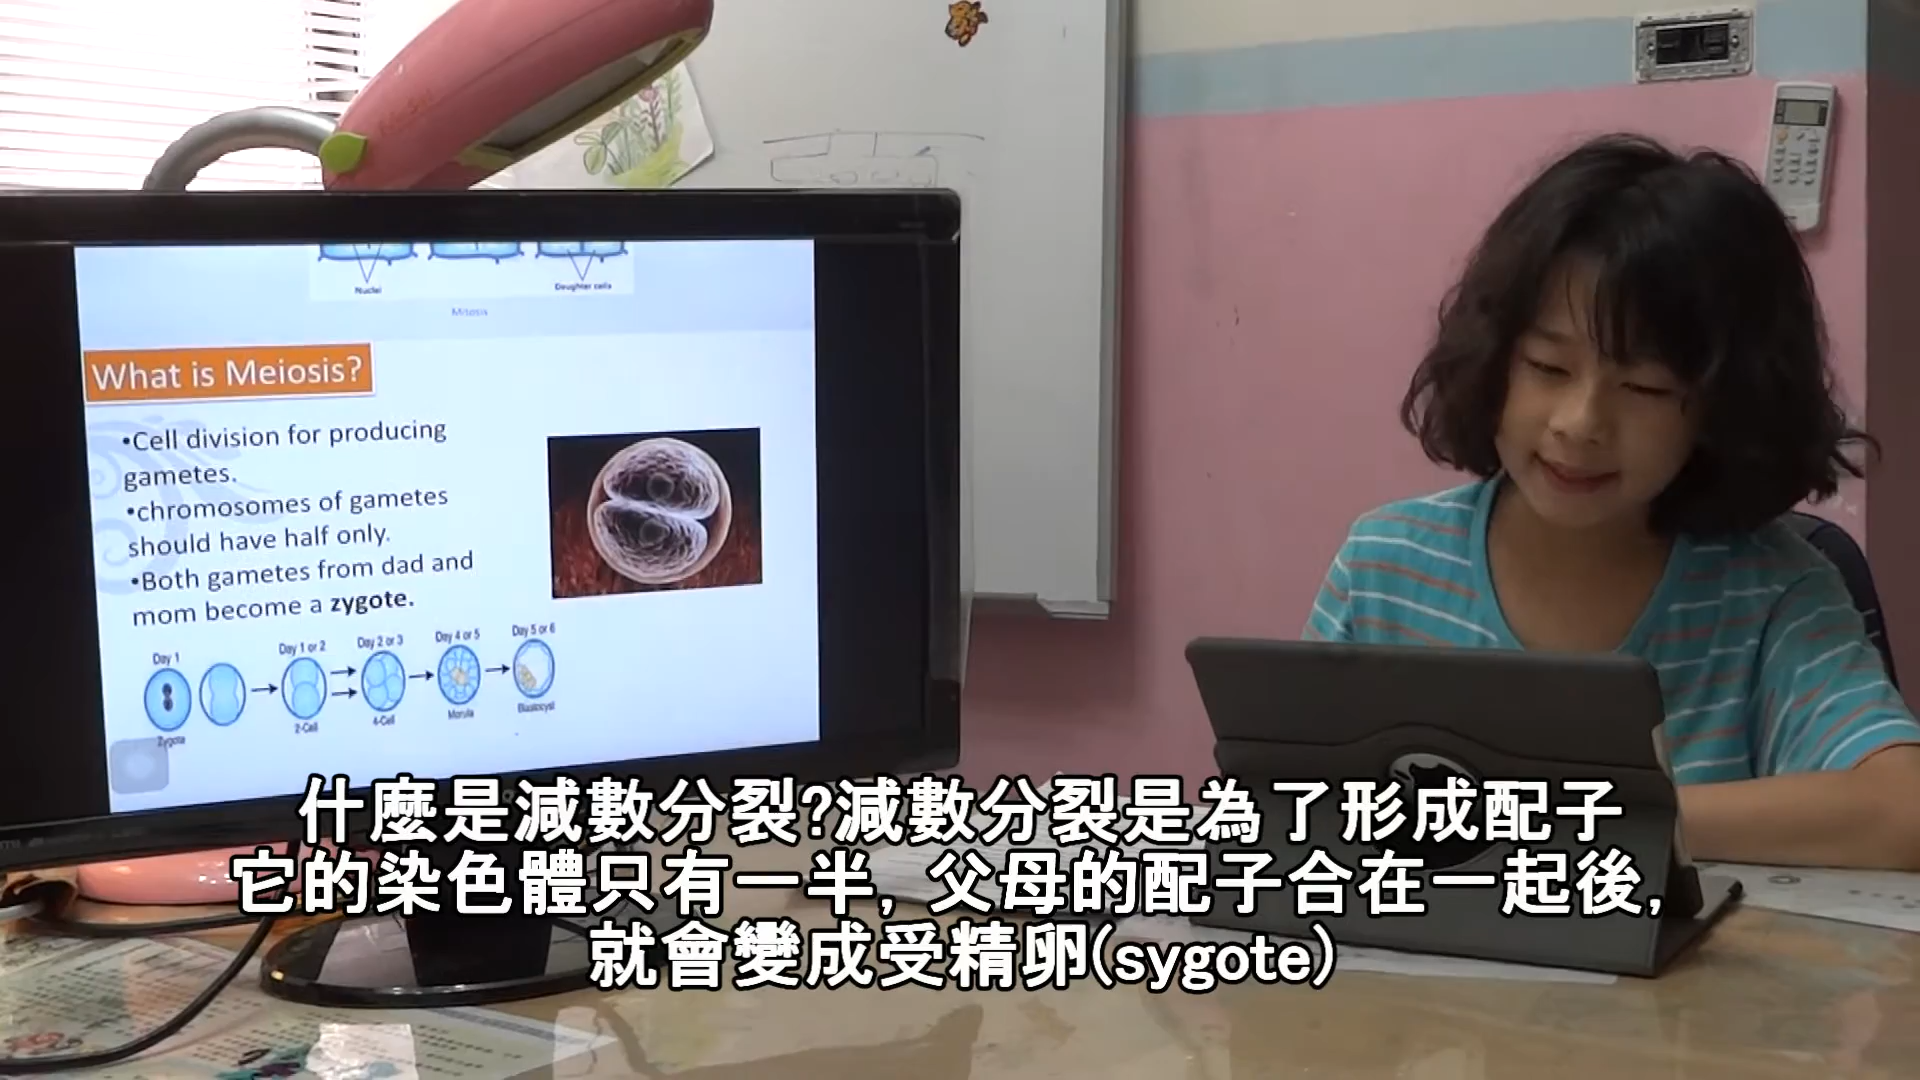 Nuclei
Daughter cells
Mitosis
What is Meiosis?
•Cell division for producing
gametes.
•chromosomes of gametes
should have half only.
•Both gametes from dad and
mom become a zygote.
Day 1
Day 1 or 2
Day 2 or 3
Day 4 or 5
Day 5 or 6
Zygote
2-Cell
4-Cell
Morula
Blastocyst
什麼是減數分裂?減數分裂是為了形成配子
它的染色體只有一半, 父母的配子合在一起後,
就會變成受精卵(sygote)